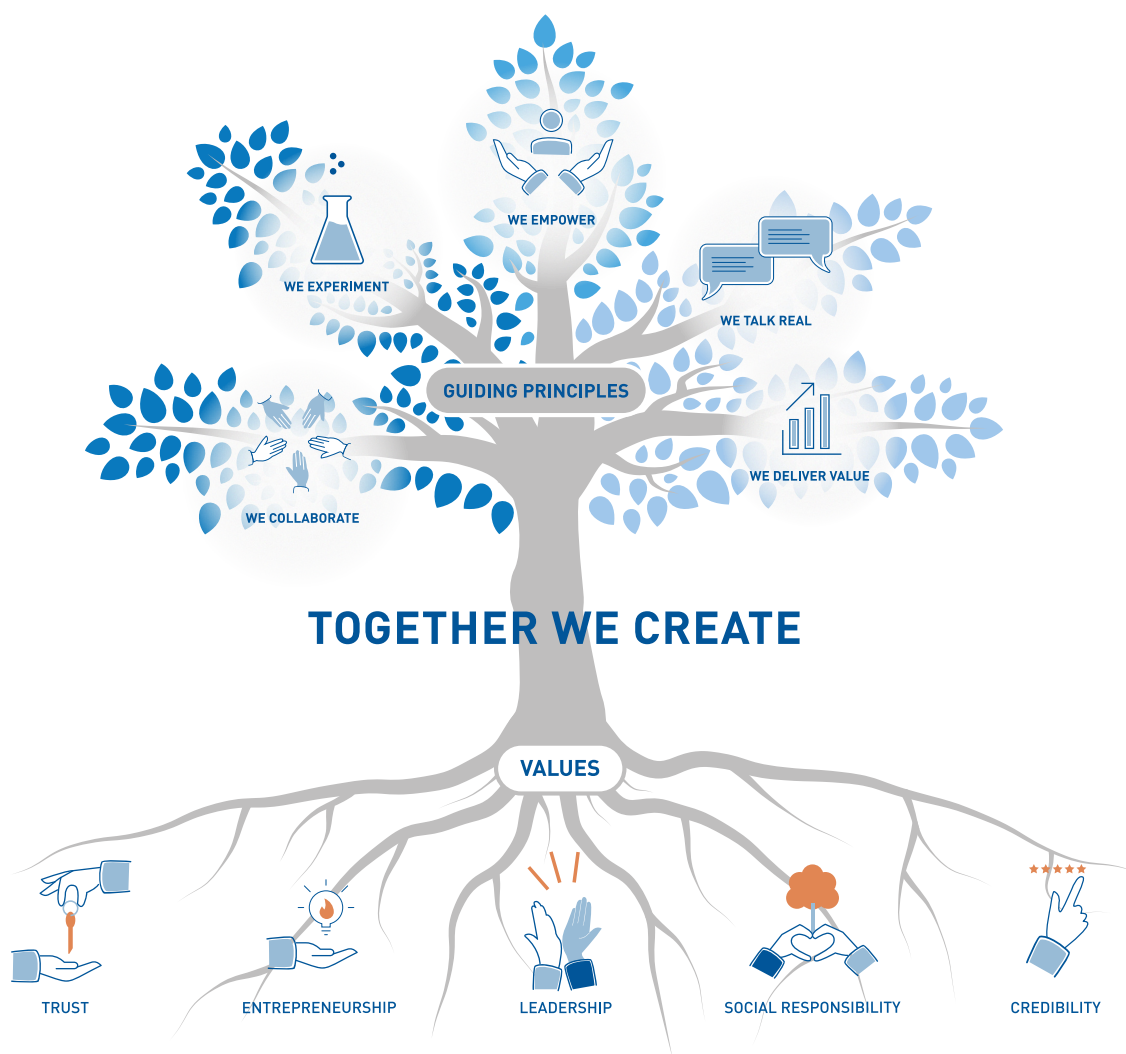 WE EMPOWER
WE EXPERIMENT
WE TALK REAL
GUIDING PRINCIPLES
WE DELIVER VALUE
WE COLLABORATE
TOGETHER WE CREATE
VALUES
TRUST
ENTREPRENEURSHIP
LEADERSHIP
SOCIAL RESPONSIBILITY
CREDIBILITY